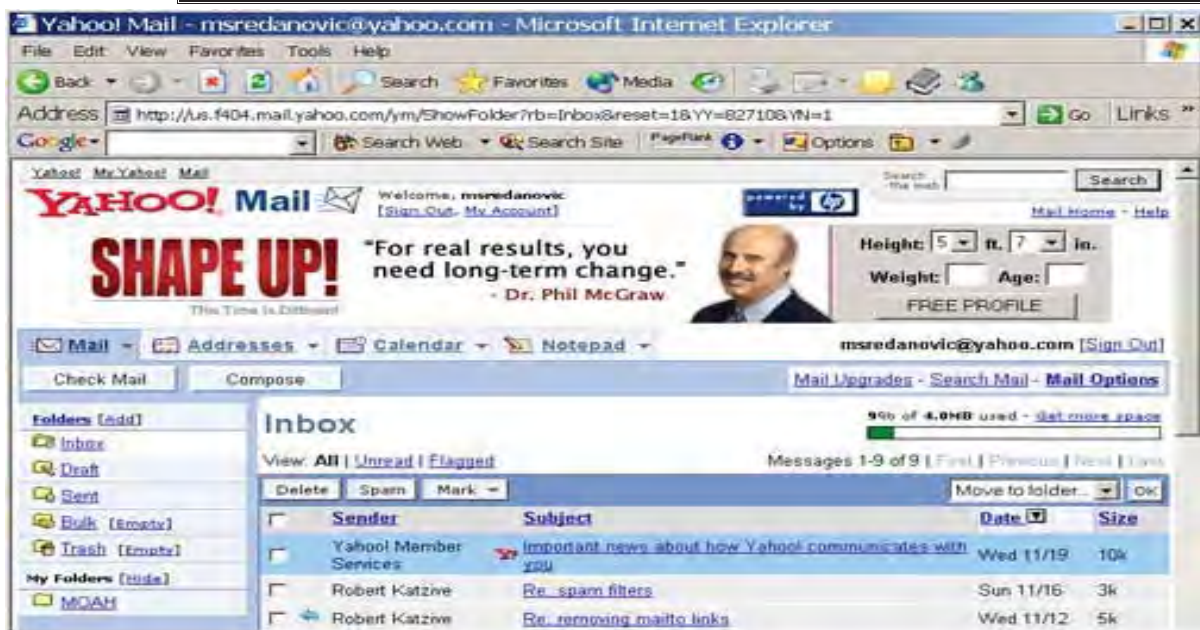 Yahoo! Mail - msredanovic@yahoo.com - Microsoft Internet Explorer
File Edit View Favorites Tools Help
Back Search Favorites Media
Address http://us.f404.mail.yahoo.com/ym/ShowFolder?rb=Inbox&reset=1&YY=82710&YN=1 Go Links »
Google Search Web Search Site PageRank Options
Yahoo! My Yahoo! Mail
YAHOO! Mail Welcome, msredanovic powered by hp Search the web Search
[Sign Out, My Account] Mail Home - Help
SHAPE UP! "For real results, you need long-term change."
- Dr. Phil McGraw
This Time Is Different
Height: 5 ft. 7 in.
Weight: Age:
FREE PROFILE
Mail Addresses Calendar Notepad msredanovic@yahoo.com [Sign Out]
Check Mail Compose Mail Upgrades - Search Mail - Mail Options
Folders [Add]
Inbox
Draft
Sent
Bulk [Empty]
Trash [Empty]
My Folders [Hide]
MOAH
Inbox 9% of 4.0MB used - Get more space
View: All | Unread | Flagged Messages 1-9 of 9 | First | Previous | Next | Last
Delete Spam Mark Move to folder... OK
Sender Subject Date Size
Yahoo! Member Services Important news about how Yahoo! communicates with you Wed 11/19 10k
Robert Katzive Re: spam filters Sun 11/16 3k
Robert Katzive Re: removing mailto links Wed 11/12 5k